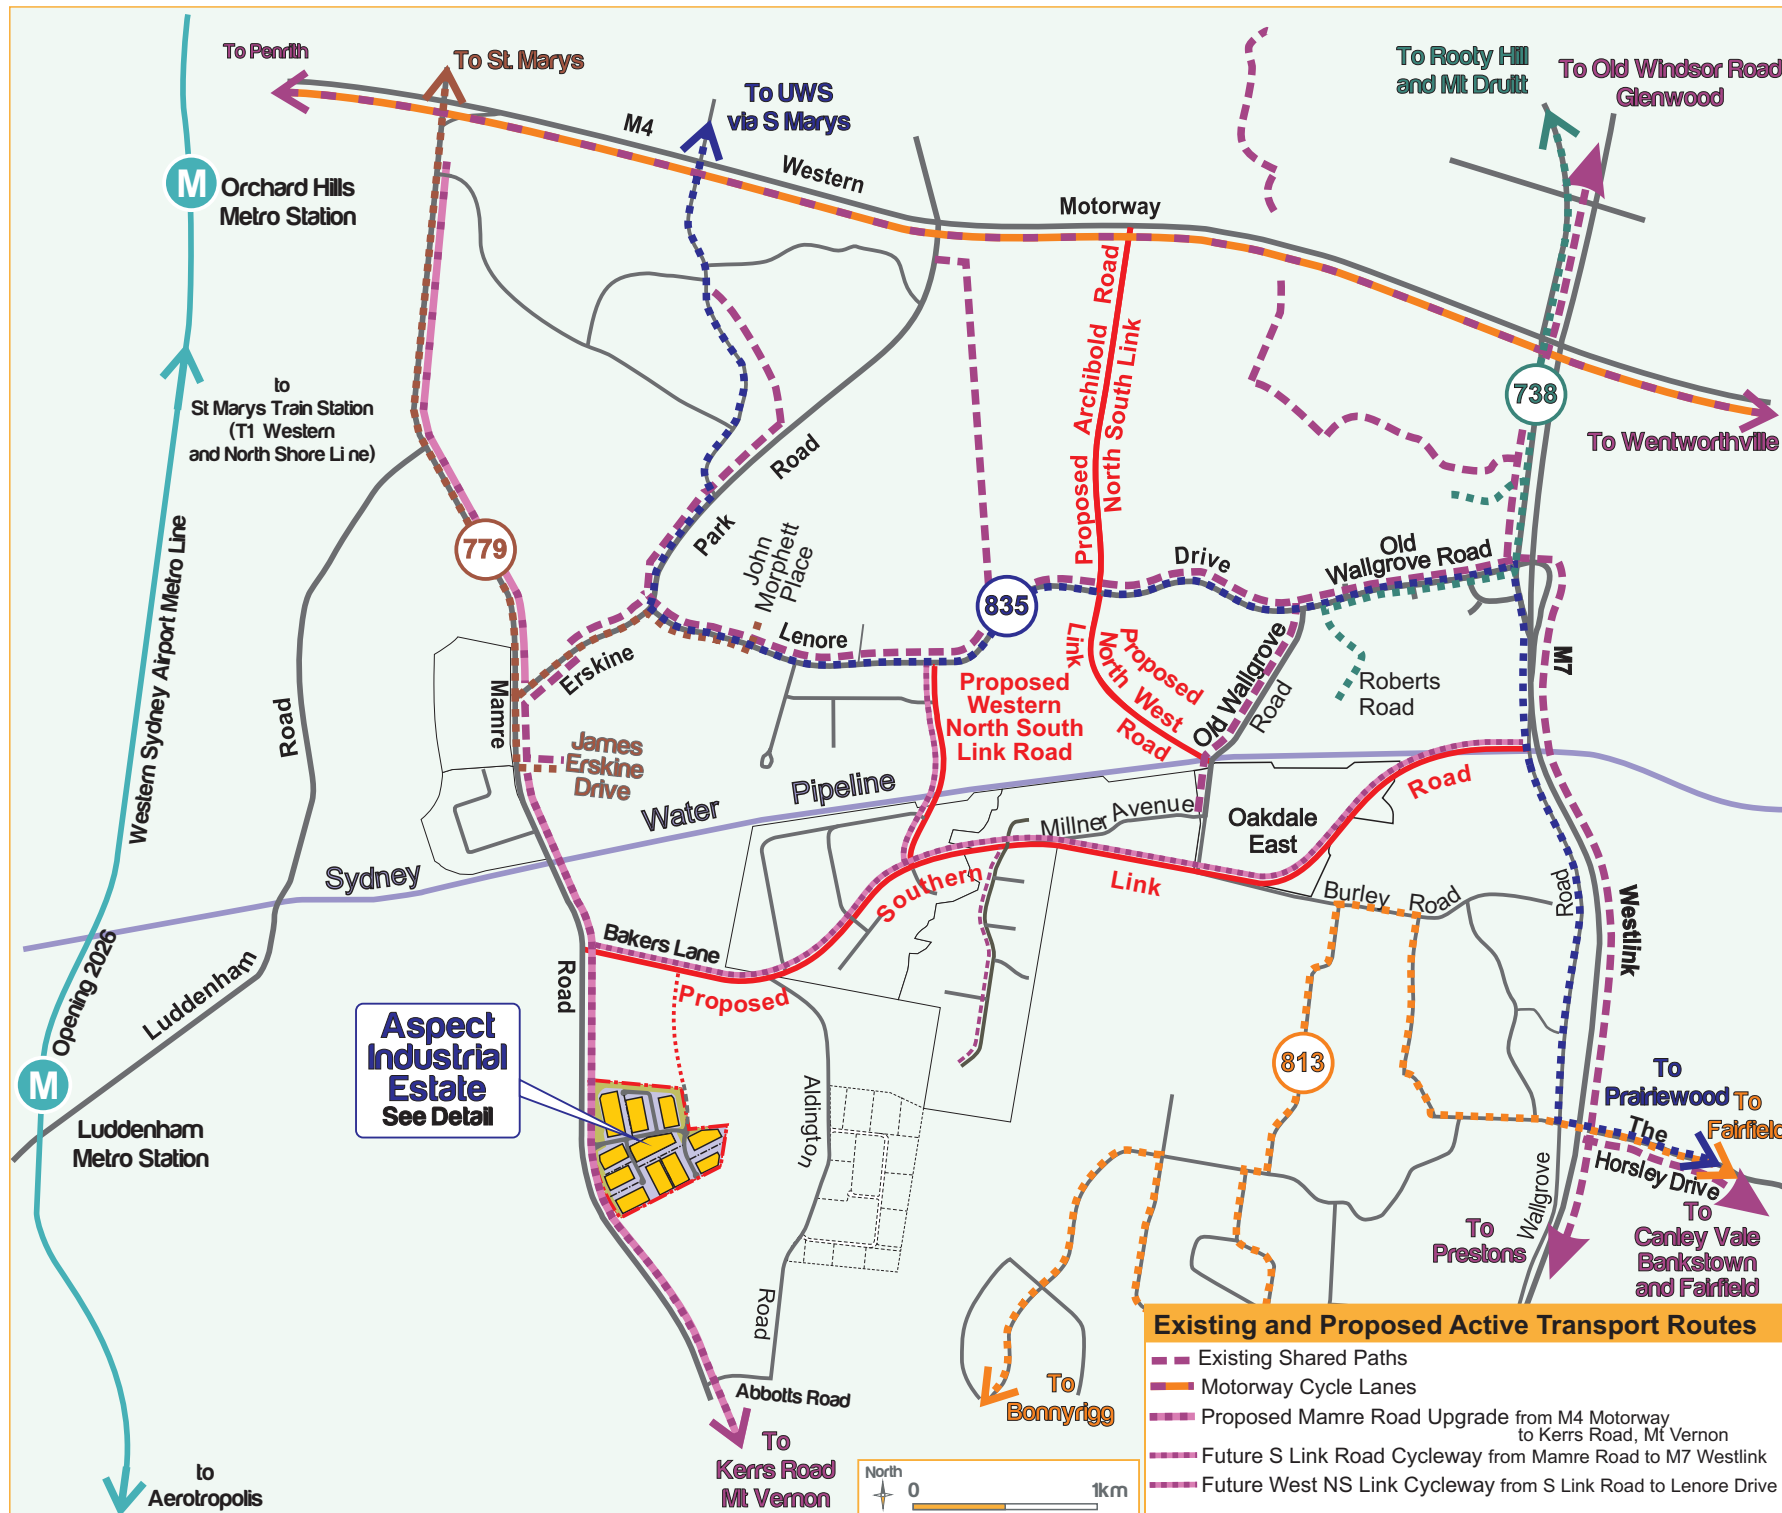 To Penrith
To St. Marys
To UWS
via S Marys
To Rooty Hill
and Mt Druitt
To Old Windsor Road
Glenwood
M4
Western
Motorway
M
Orchard Hills
Metro Station
to
St Marys Train Station
(T1 Western
and North Shore Line)
738
To Wentworthville
Proposed Archibold Road
North South Link
Road
Park
John
Morphett
Place
779
835
Drive
Old
Wallgrove Road
Lenore
Erskine
Mamre
Western Sydney Airport Metro Line
Road
James
Erskine
Drive
Proposed
Western
North South
Link Road
Proposed
North West
Link
Road
Old Wallgrove
Road
Roberts
Road
M7
Sydney
Water
Pipeline
Millner Avenue
Oakdale
East
Road
Southern
Link
Burley Road
Road
Westlink
Bakers Lane
Proposed
Road
Opening 2026
Luddenham
Aspect
Industrial
Estate
See Detail
M
Luddenham
Metro Station
Aldington
Road
813
To
Prairiewood
To
Fairfield
The
Horsley Drive
Wallgrove
To
Prestons
To
Canley Vale
Bankstown
and Fairfield
Abbotts Road
To
Bonnyrigg
To
Kerrs Road
Mt Vernon
to
Aerotropolis
North
0
1km
Existing and Proposed Active Transport Routes
Existing Shared Paths
Motorway Cycle Lanes
Proposed Mamre Road Upgrade from M4 Motorway
to Kerrs Road, Mt Vernon
Future S Link Road Cycleway from Mamre Road to M7 Westlink
Future West NS Link Cycleway from S Link Road to Lenore Drive